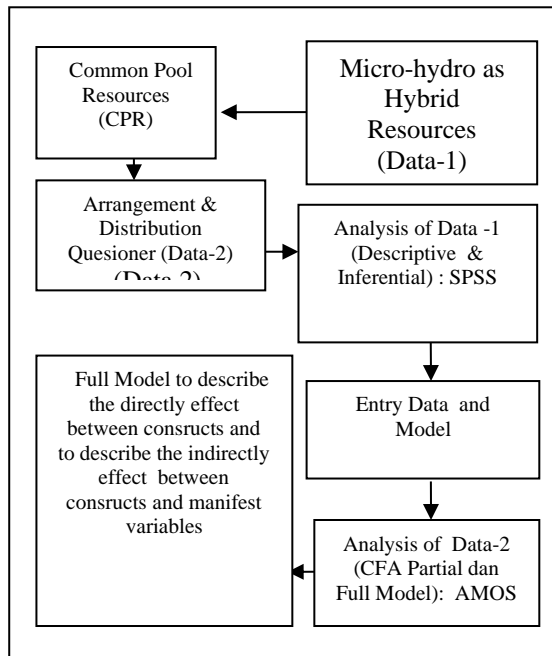 Common Pool
Resources
(CPR)
Micro-hydro as
Hybrid
Resources
(Data-1)
Arrangement &
Distribution
Quesioner (Data-2)
(Data-2)
Analysis of Data -1
(Descriptive &
Inferential) : SPSS
Full Model to describe
the directly effect
between consructs and
to describe the indirectly
effect between
consructs and manifest
variables
Entry Data and
Model
Analysis of Data-2
(CFA Partial dan
Full Model): AMOS